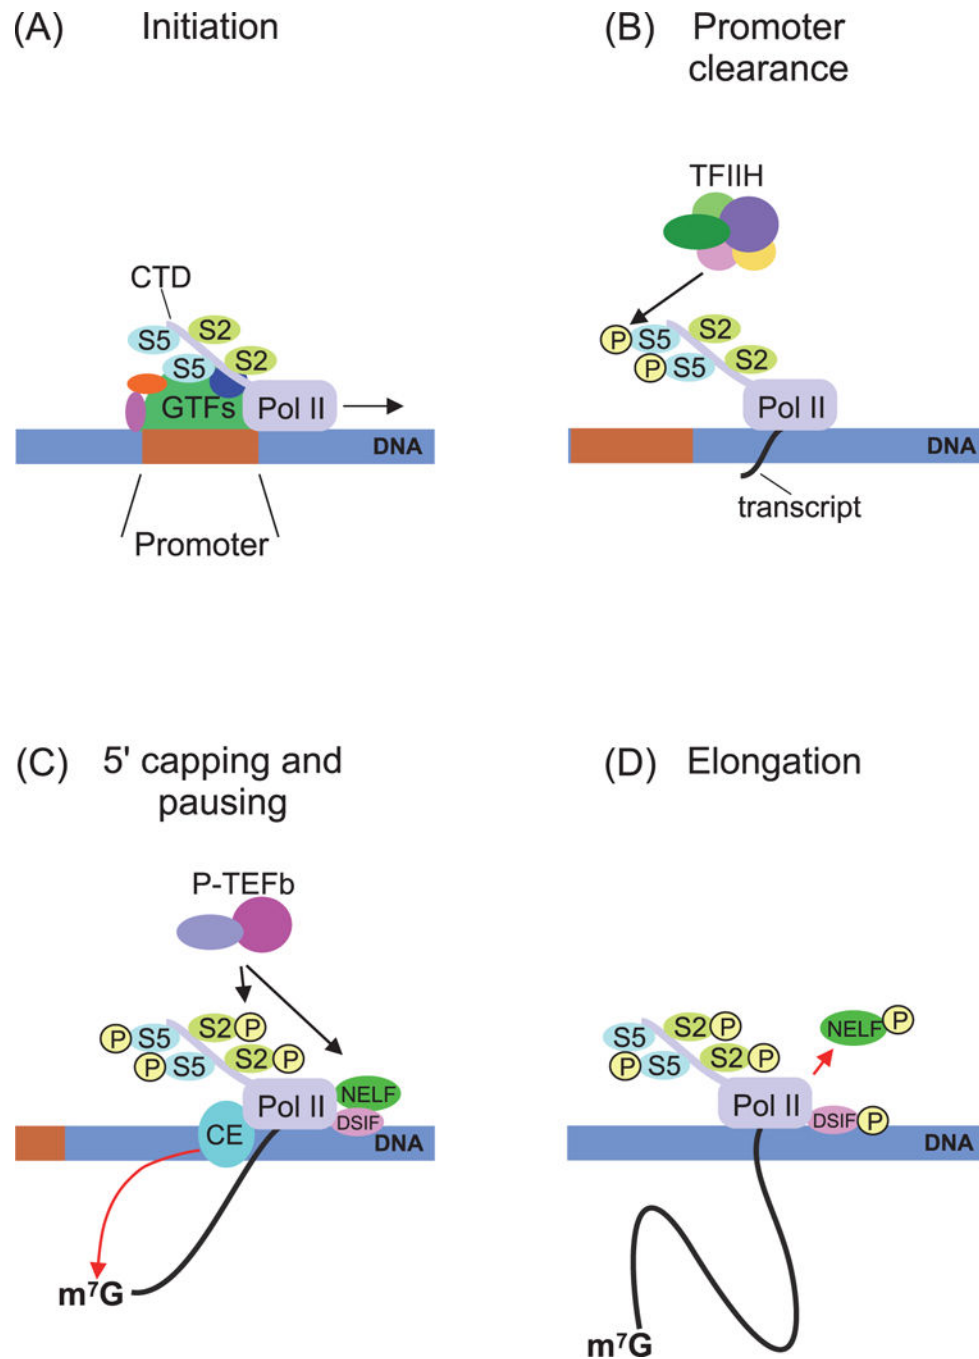 (A) Initiation
CTD
S5 S2
S5 S2
GTFs Pol II
DNA
Promoter
(B) Promoter
clearance
TFIIH
P S5 S2
P S5 S2
Pol II
DNA
transcript
(C) 5' capping and
pausing
P-TEFb
P S5 S2 P
P S5 S2 P
Pol II NELF
CE DSIF
DNA
m⁷G
(D) Elongation
S5 S2 P NELF P
P S5 S2 P
Pol II
DSIF P
DNA
m⁷G